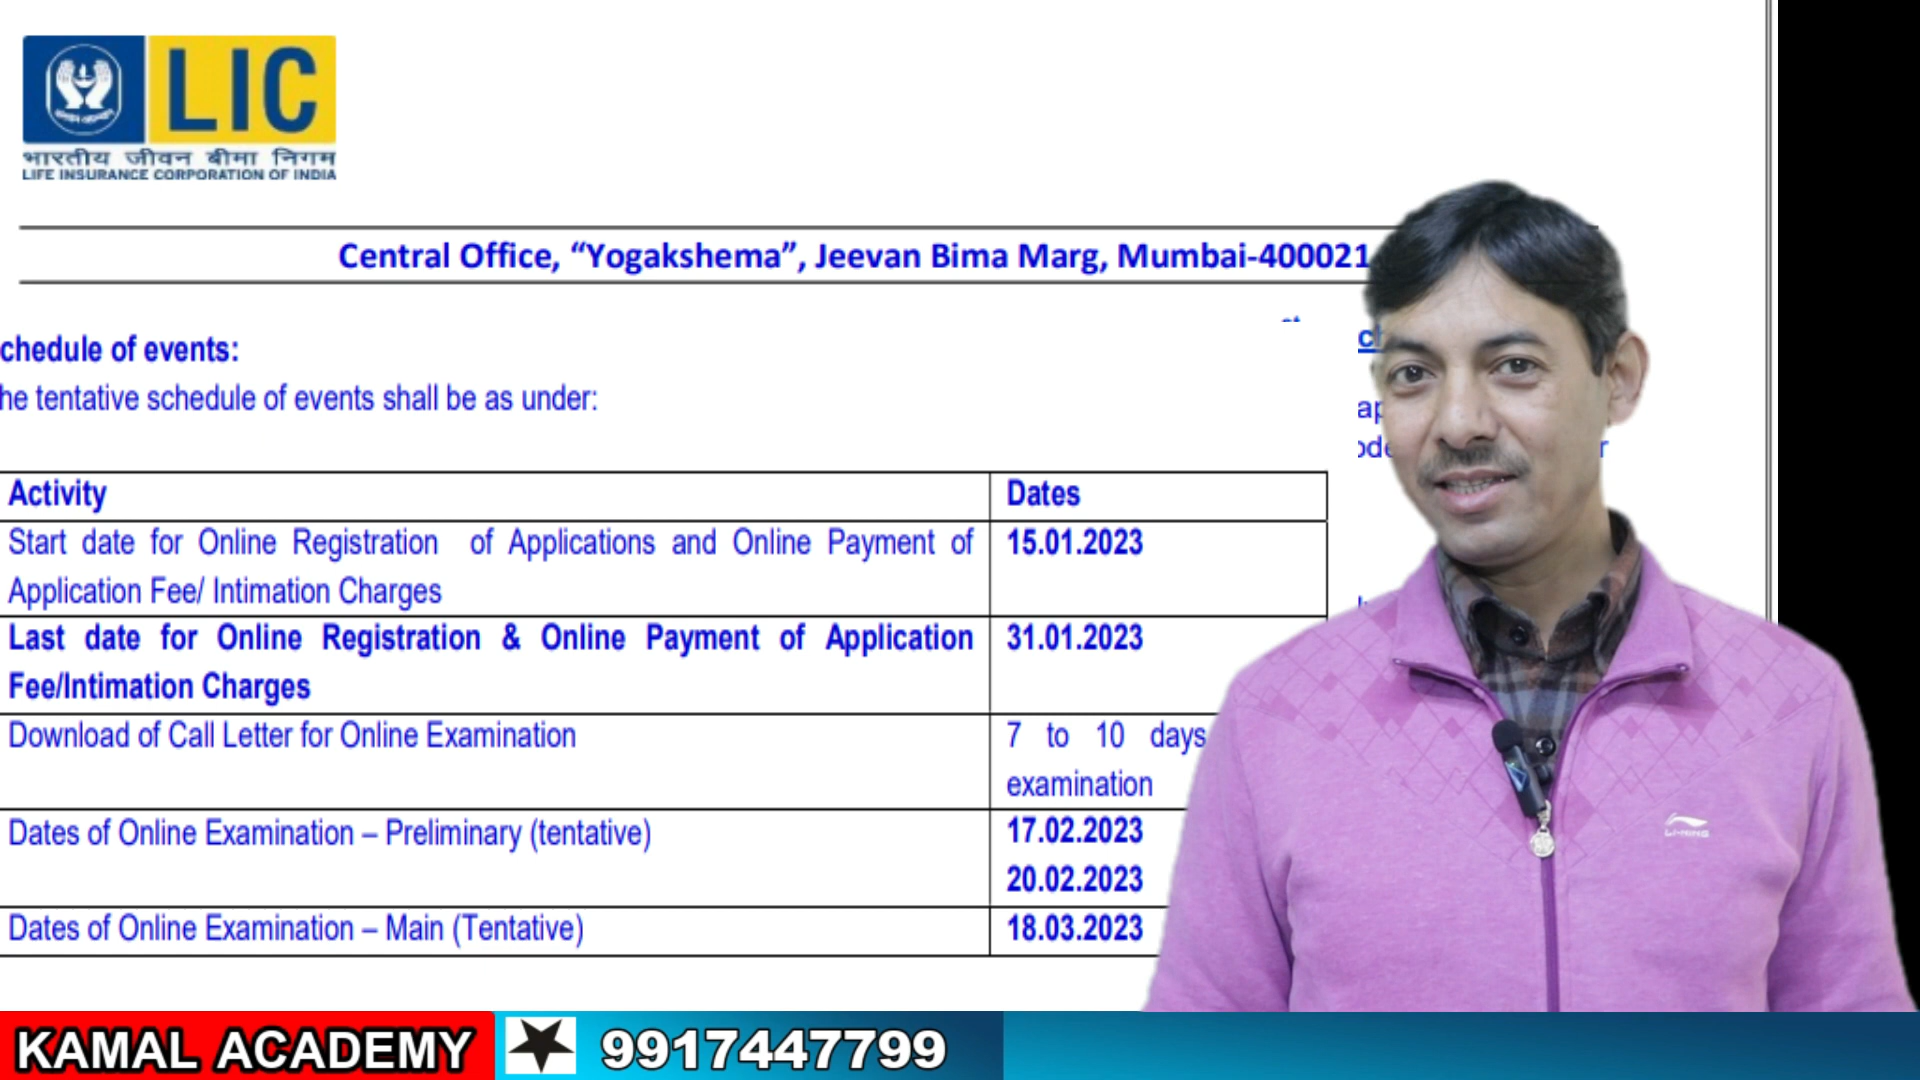 LIC
भारतीय जीवन बीमा निगम
LIFE INSURANCE CORPORATION OF INDIA
Central Office, “Yogakshema”, Jeevan Bima Marg, Mumbai-400021
chedule of events:
he tentative schedule of events shall be as under:
Activity Dates
Start date for Online Registration of Applications and Online Payment of 15.01.2023
Application Fee/ Intimation Charges
Last date for Online Registration & Online Payment of Application 31.01.2023
Fee/Intimation Charges
Download of Call Letter for Online Examination 7 to 10 days
examination
Dates of Online Examination – Preliminary (tentative) 17.02.2023
20.02.2023
Dates of Online Examination – Main (Tentative) 18.03.2023
LI-NING
KAMAL ACADEMY 9917447799